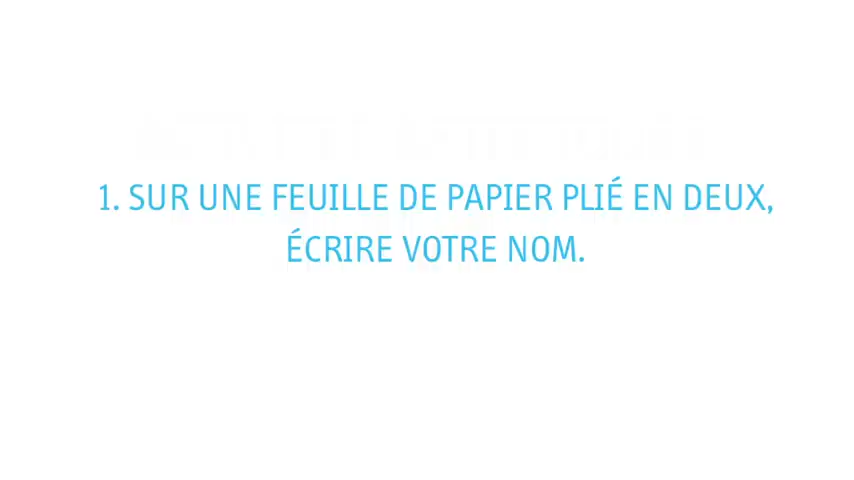 1. SUR UNE FEUILLE DE PAPIER PLIÉ EN DEUX,
ÉCRIRE VOTRE NOM.